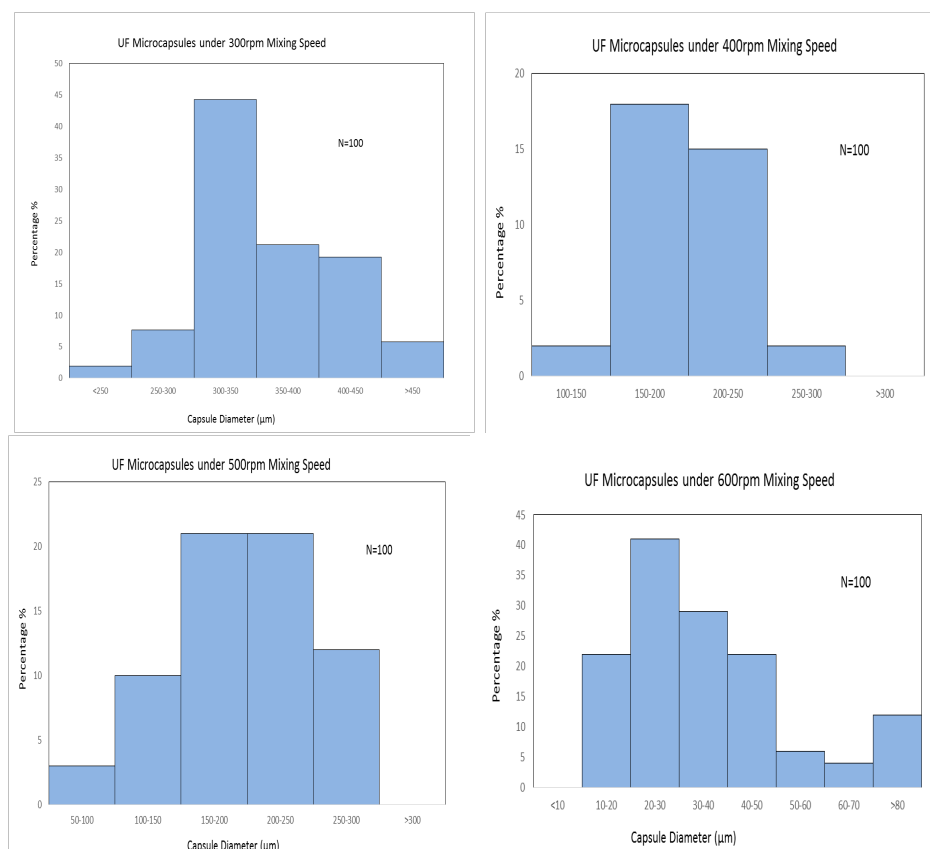 UF Microcapsules under 300rpm Mixing Speed
50
45
40
35
30
25
20
15
10
5
0
Percentage %
N=100
<250 250-300 300-350 350-400 400-450 >450
Capsule Diameter (µm)
UF Microcapsules under 400rpm Mixing Speed
20
15
10
5
0
Percentage %
N=100
100-150 150-200 200-250 250-300 >300
UF Microcapsules under 500rpm Mixing Speed
25
20
15
10
5
0
Percentage %
N=100
50-100 100-150 150-200 200-250 250-300 >300
Capsule Diameter (µm)
UF Microcapsules under 600rpm Mixing Speed
45
40
35
30
25
20
15
10
5
0
Percentage %
N=100
<10 10-20 20-30 30-40 40-50 50-60 60-70 >80
Capsule Diameter (µm)